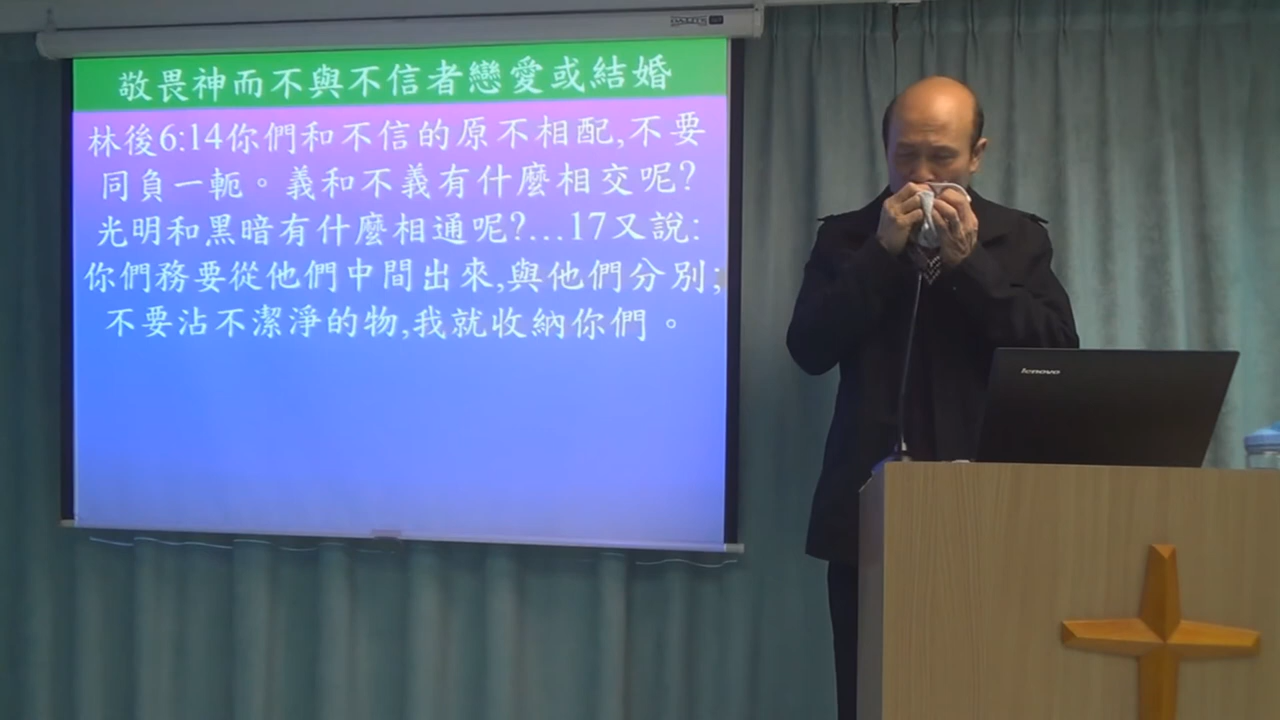 敬畏神而不與不信者戀愛或結婚
林後6:14你們和不信的原不相配,不要
同負一軛。義和不義有什麼相交呢?
光明和黑暗有什麼相通呢?...17又說:
你們務要從他們中間出來,與他們分別;
不要沾不潔淨的物,我就收納你們。
lenovo